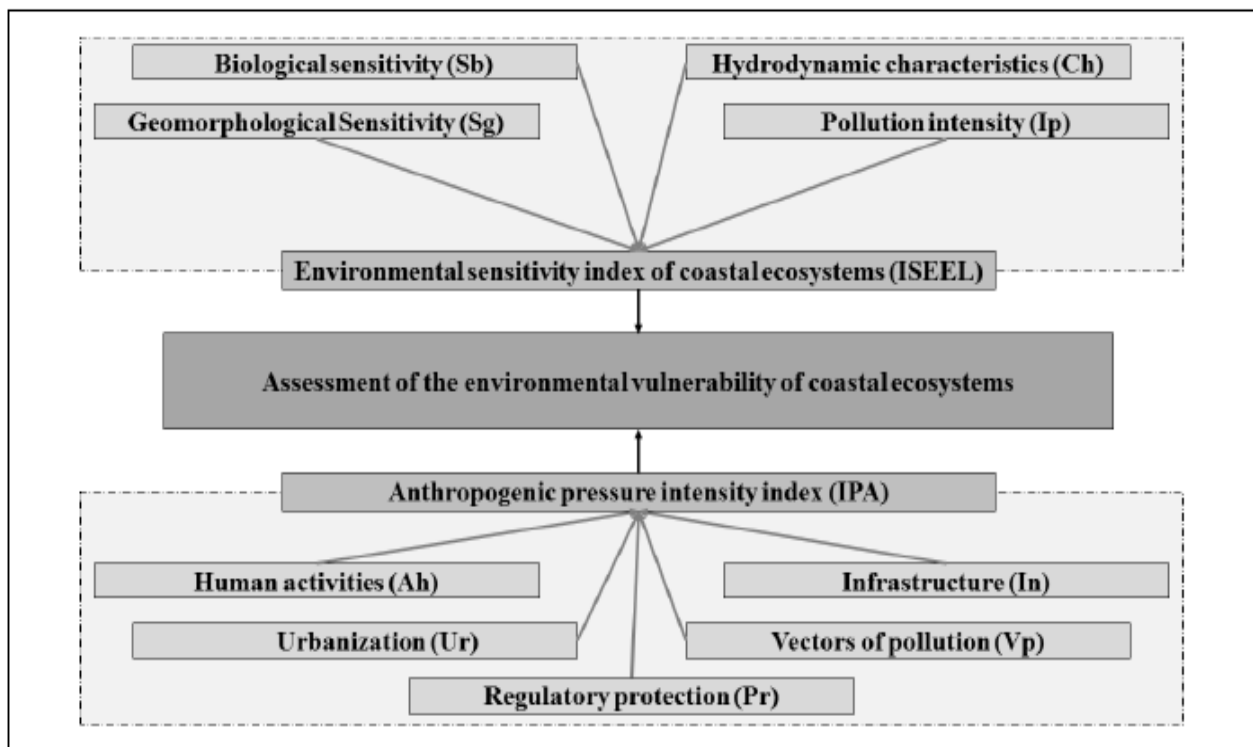 Biological sensitivity (Sb)
Hydrodynamic characteristics (Ch)
Geomorphological Sensitivity (Sg)
Pollution intensity (Ip)
Environmental sensitivity index of coastal ecosystems (ISEEL)
Assessment of the environmental vulnerability of coastal ecosystems
Anthropogenic pressure intensity index (IPA)
Human activities (Ah)
Infrastructure (In)
Urbanization (Ur)
Vectors of pollution (Vp)
Regulatory protection (Pr)